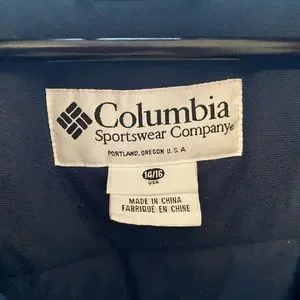 Columbia
Sportswear Company®
PORTLAND, OREGON U.S.A.
14/16
USA
MADE IN CHINA
FABRIQUE EN CHINE